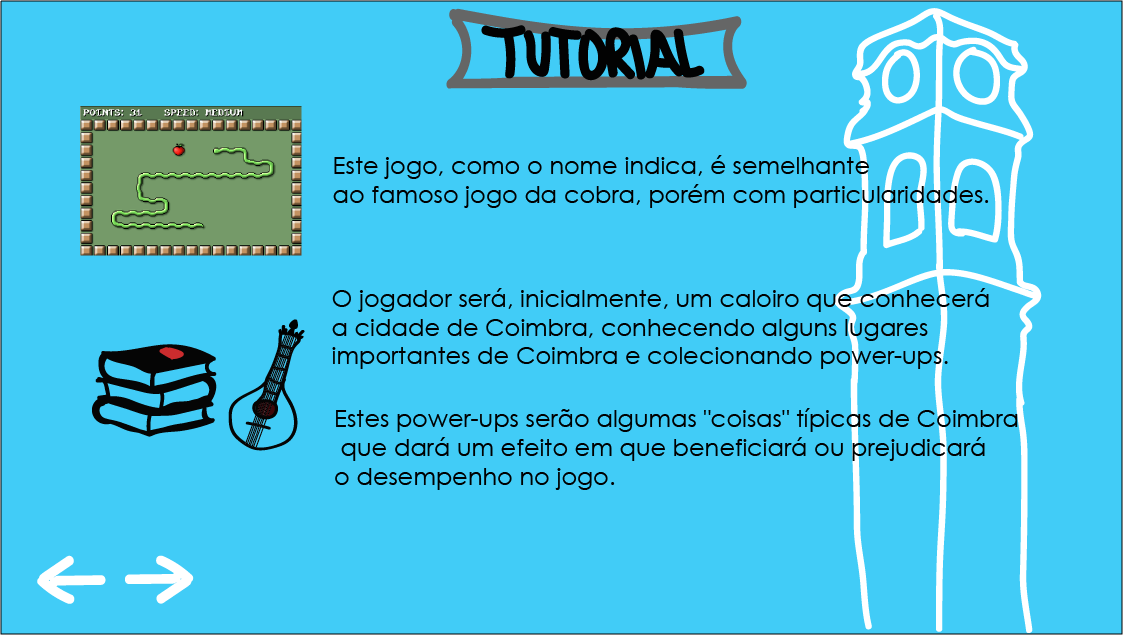 TUTORIAL
POINTS: 31 SPEED: MEDIUM
Este jogo, como o nome indica, é semelhante
ao famoso jogo da cobra, porém com particularidades.
O jogador será, inicialmente, um caloiro que conhecerá
a cidade de Coimbra, conhecendo alguns lugares
importantes de Coimbra e colecionando power-ups.
Estes power-ups serão algumas "coisas" típicas de Coimbra
que dará um efeito em que beneficiará ou prejudicará
o desempenho no jogo.